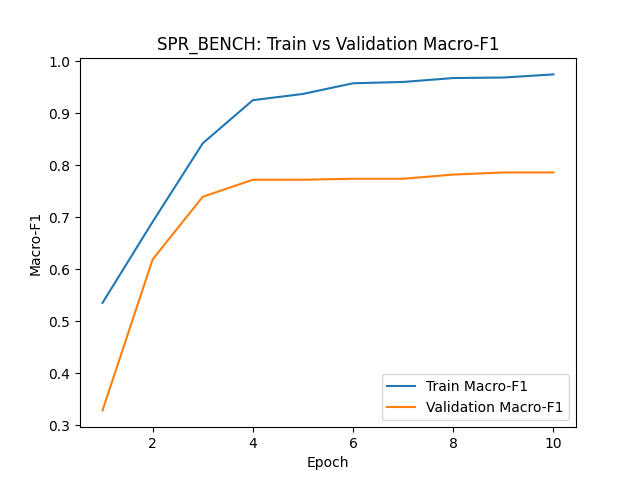 SPR_BENCH: Train vs Validation Macro-F1
1.0
0.9
0.8
0.7
0.6
0.5
0.4
0.3
Macro-F1
Train Macro-F1
Validation Macro-F1
2 4 6 8 10
Epoch